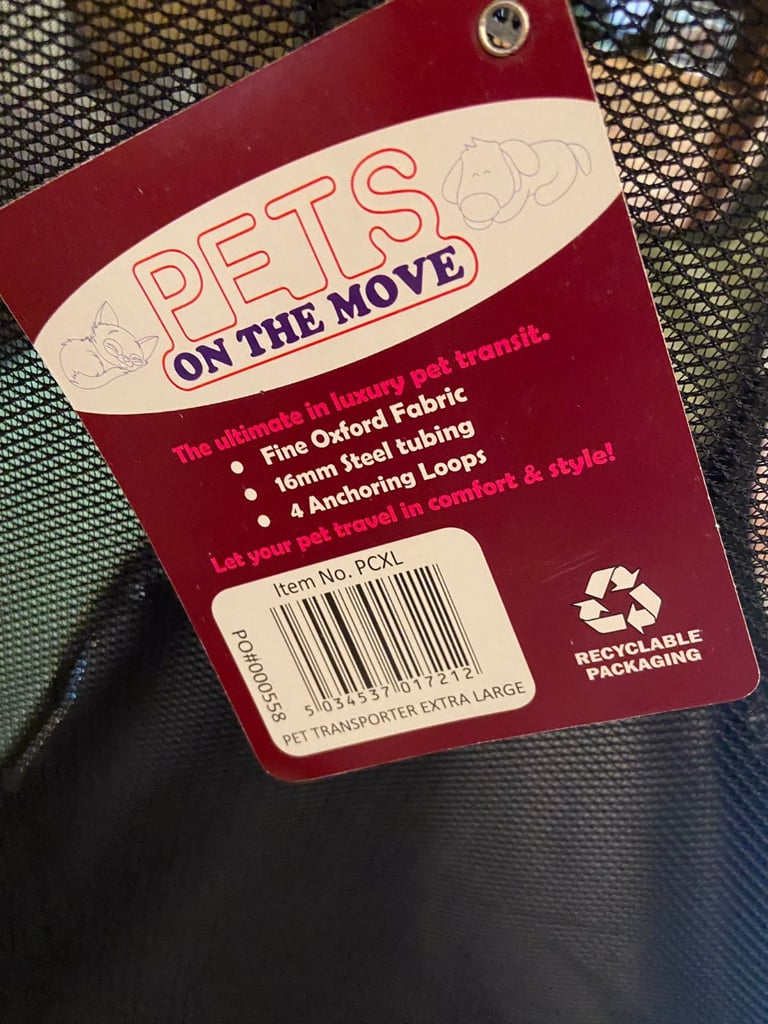 PETS
ON THE MOVE
The ultimate in luxury pet transit.
• Fine Oxford Fabric
• 16mm Steel tubing
• 4 Anchoring Loops
Let your pet travel in comfort & style!
Item No. PCXL
PO#000558
5 034537 017212
PET TRANSPORTER EXTRA LARGE
RECYCLABLE
PACKAGING